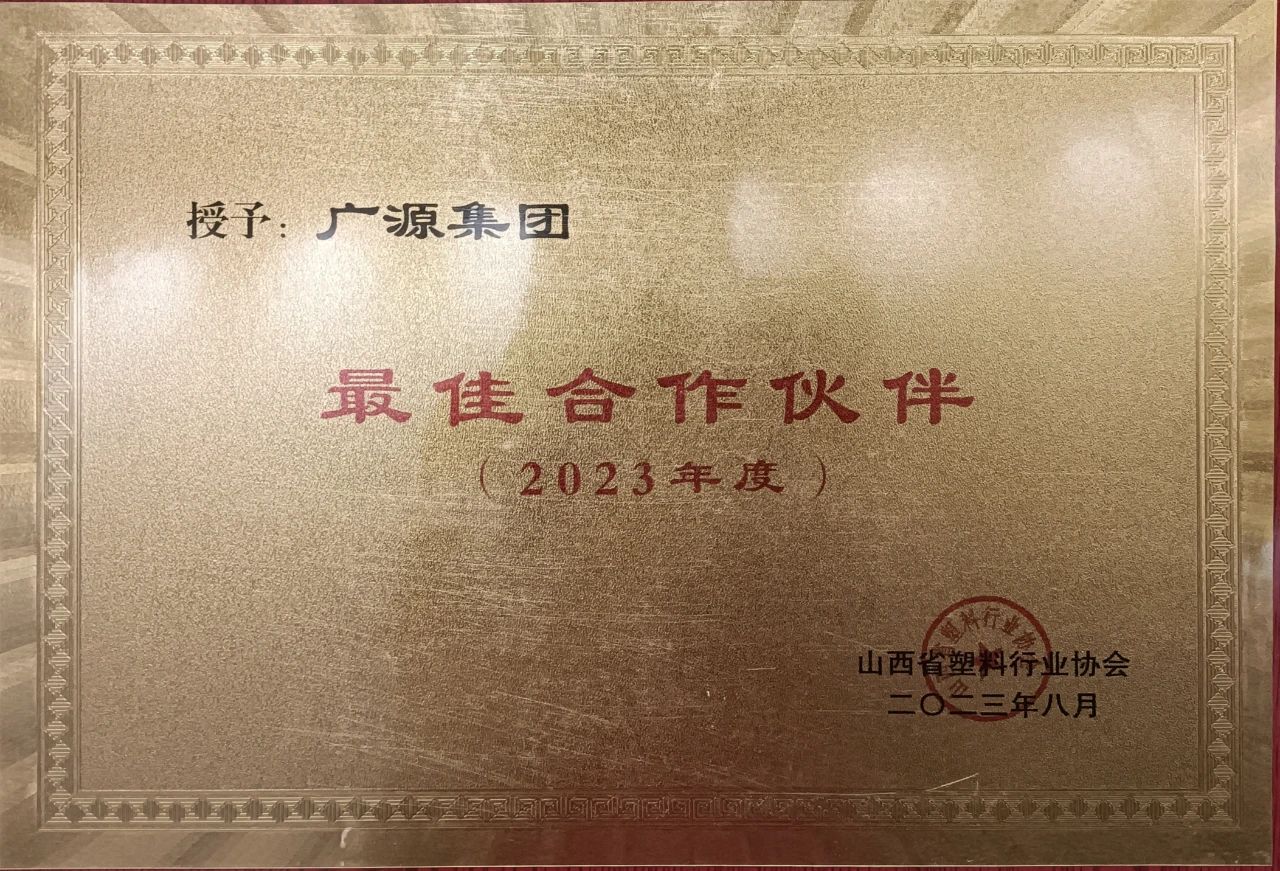 授予：广源集团
最佳合作伙伴
（2023年度）
山西省塑料行业协会
二〇二三年八月